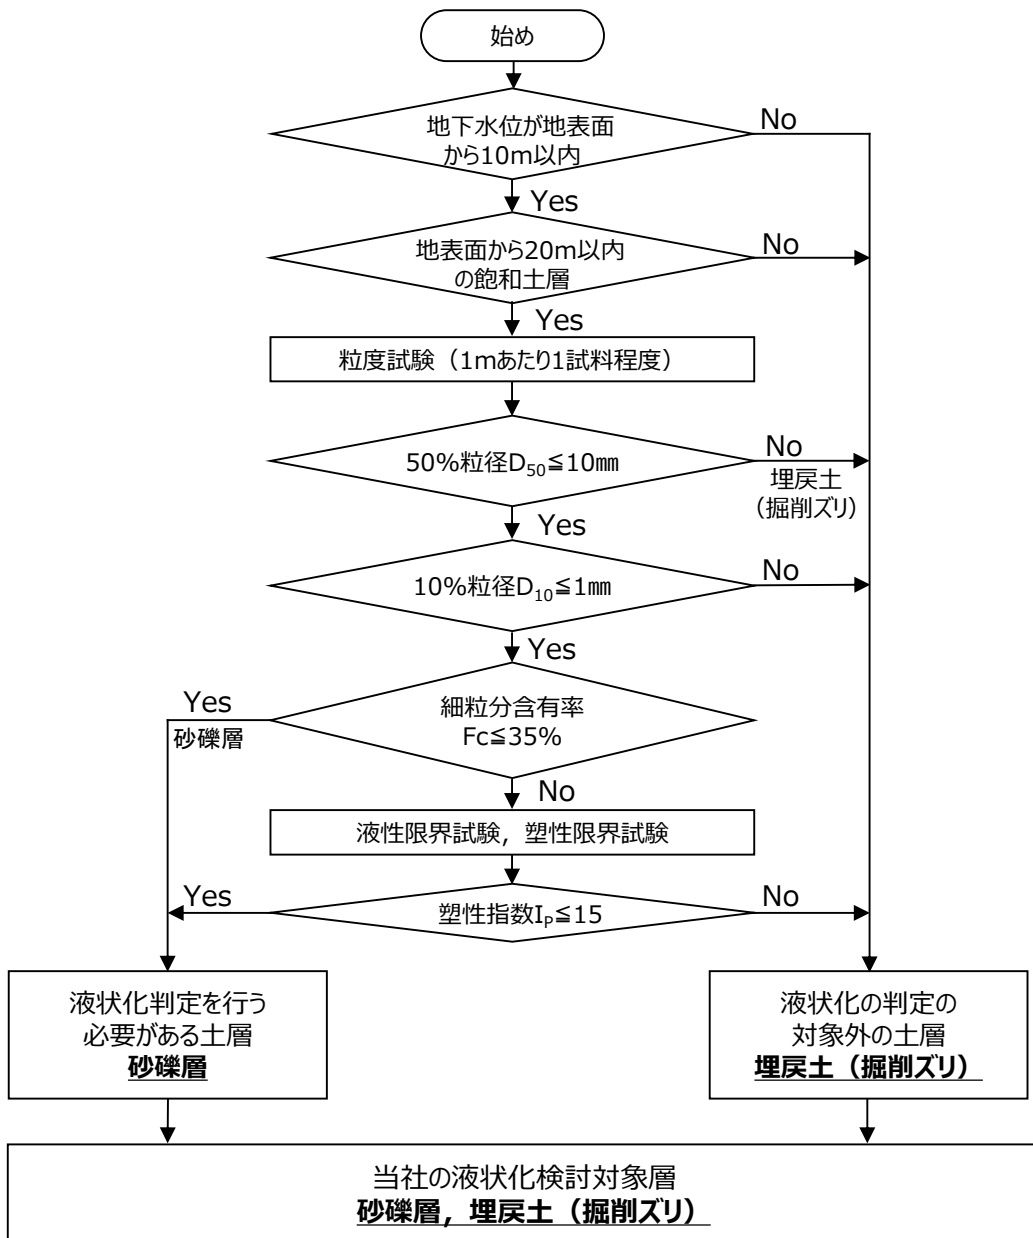 始め
地下水位が地表面
から10m以内
No
Yes
地表面から20m以内
の飽和土層
No
Yes
粒度試験（1mあたり1試料程度）
50%粒径D50≦10㎜
No
埋戻土
（掘削ズリ）
Yes
10%粒径D10≦1㎜
No
Yes
細粒分含有率
Fc≦35%
Yes
砂礫層
No
液性限界試験，塑性限界試験
塑性指数IP≦15
Yes
No
液状化判定を行う
必要がある土層
砂礫層
液状化の判定の
対象外の土層
埋戻土（掘削ズリ）
当社の液状化検討対象層
砂礫層，埋戻土（掘削ズリ）